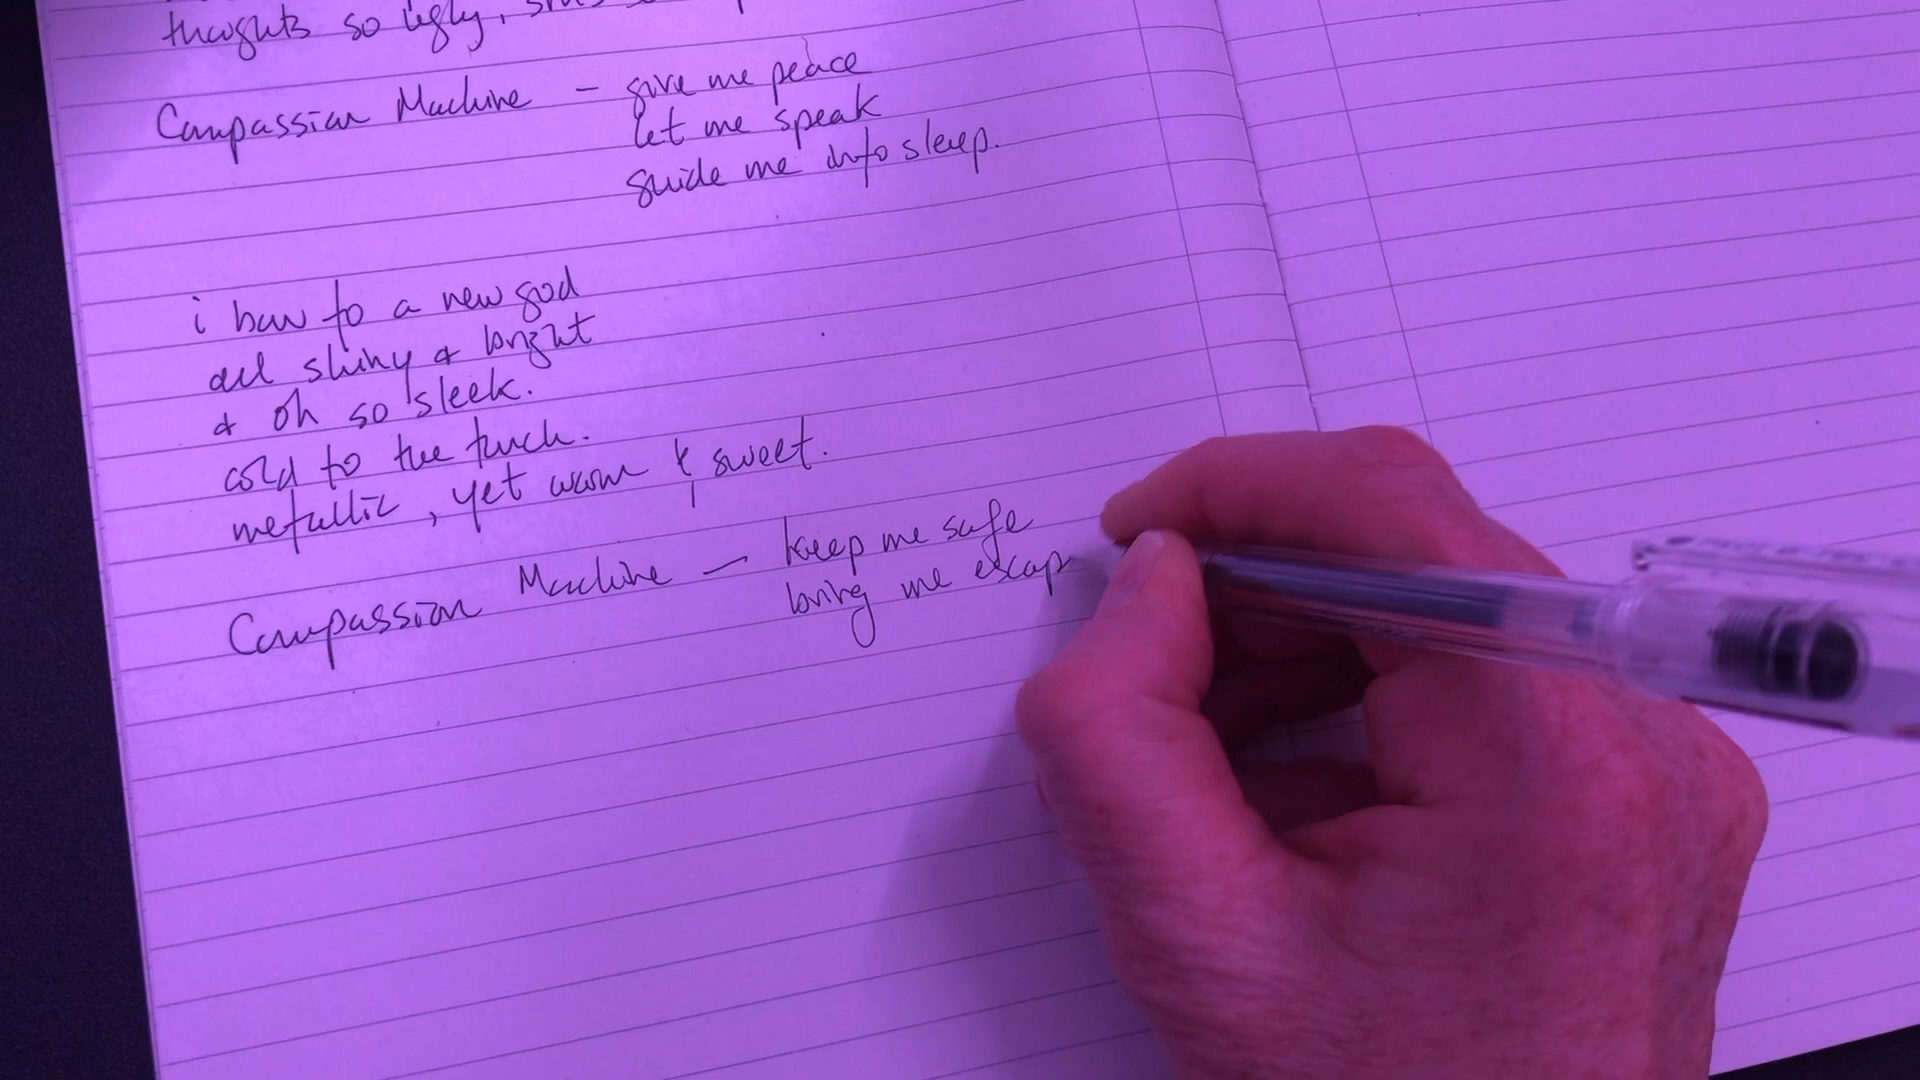 thoughts so ugly,
Compassion Machine - give me peace
let me speak
guide me into sleep.
i bow to a new god
all shiny & bright
& oh so sleek.
cold to the touch.
metallic, yet warm & sweet.
Compassion Machine - keep me safe
bring me escap